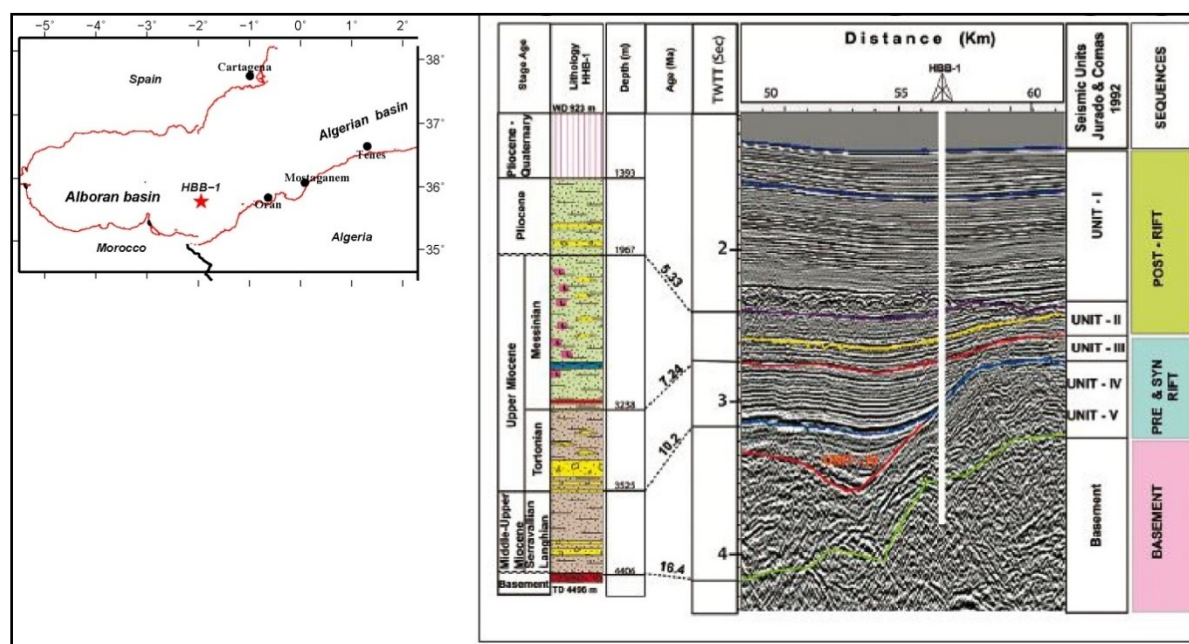 −5˚ −4˚ −3˚ −2˚ −1˚ 0˚ 1˚ 2˚
38˚
37˚
36˚
35˚
Spain
Cartagena
Algerian basin
Tenes
Mostaganem
Oran
HBB−1
Alboran basin
Morocco
Algeria
Stage Age
Lithology
HHB-1
Depth (m)
Age (Ma)
TWTT (Sec)
Distance (Km)
HBB-1
50 55 60
Seismic Units
Jurado & Comas
1992
SEQUENCES
WD 923 m
Pliocene -
Quaternary
1393
Pliocene
1967
Upper Miocene
Messinian
3238
Tortonian
3525
Middle-Upper
Miocene
Serravallian
Langhian
4406
Basement
TD 4496 m
5.33
7.24
10.2
16.4
2
3
4
UNIT - I
UNIT - II
UNIT - III
UNIT - IV
UNIT - V
Basement
POST - RIFT
PRE & SYN
RIFT
BASEMENT